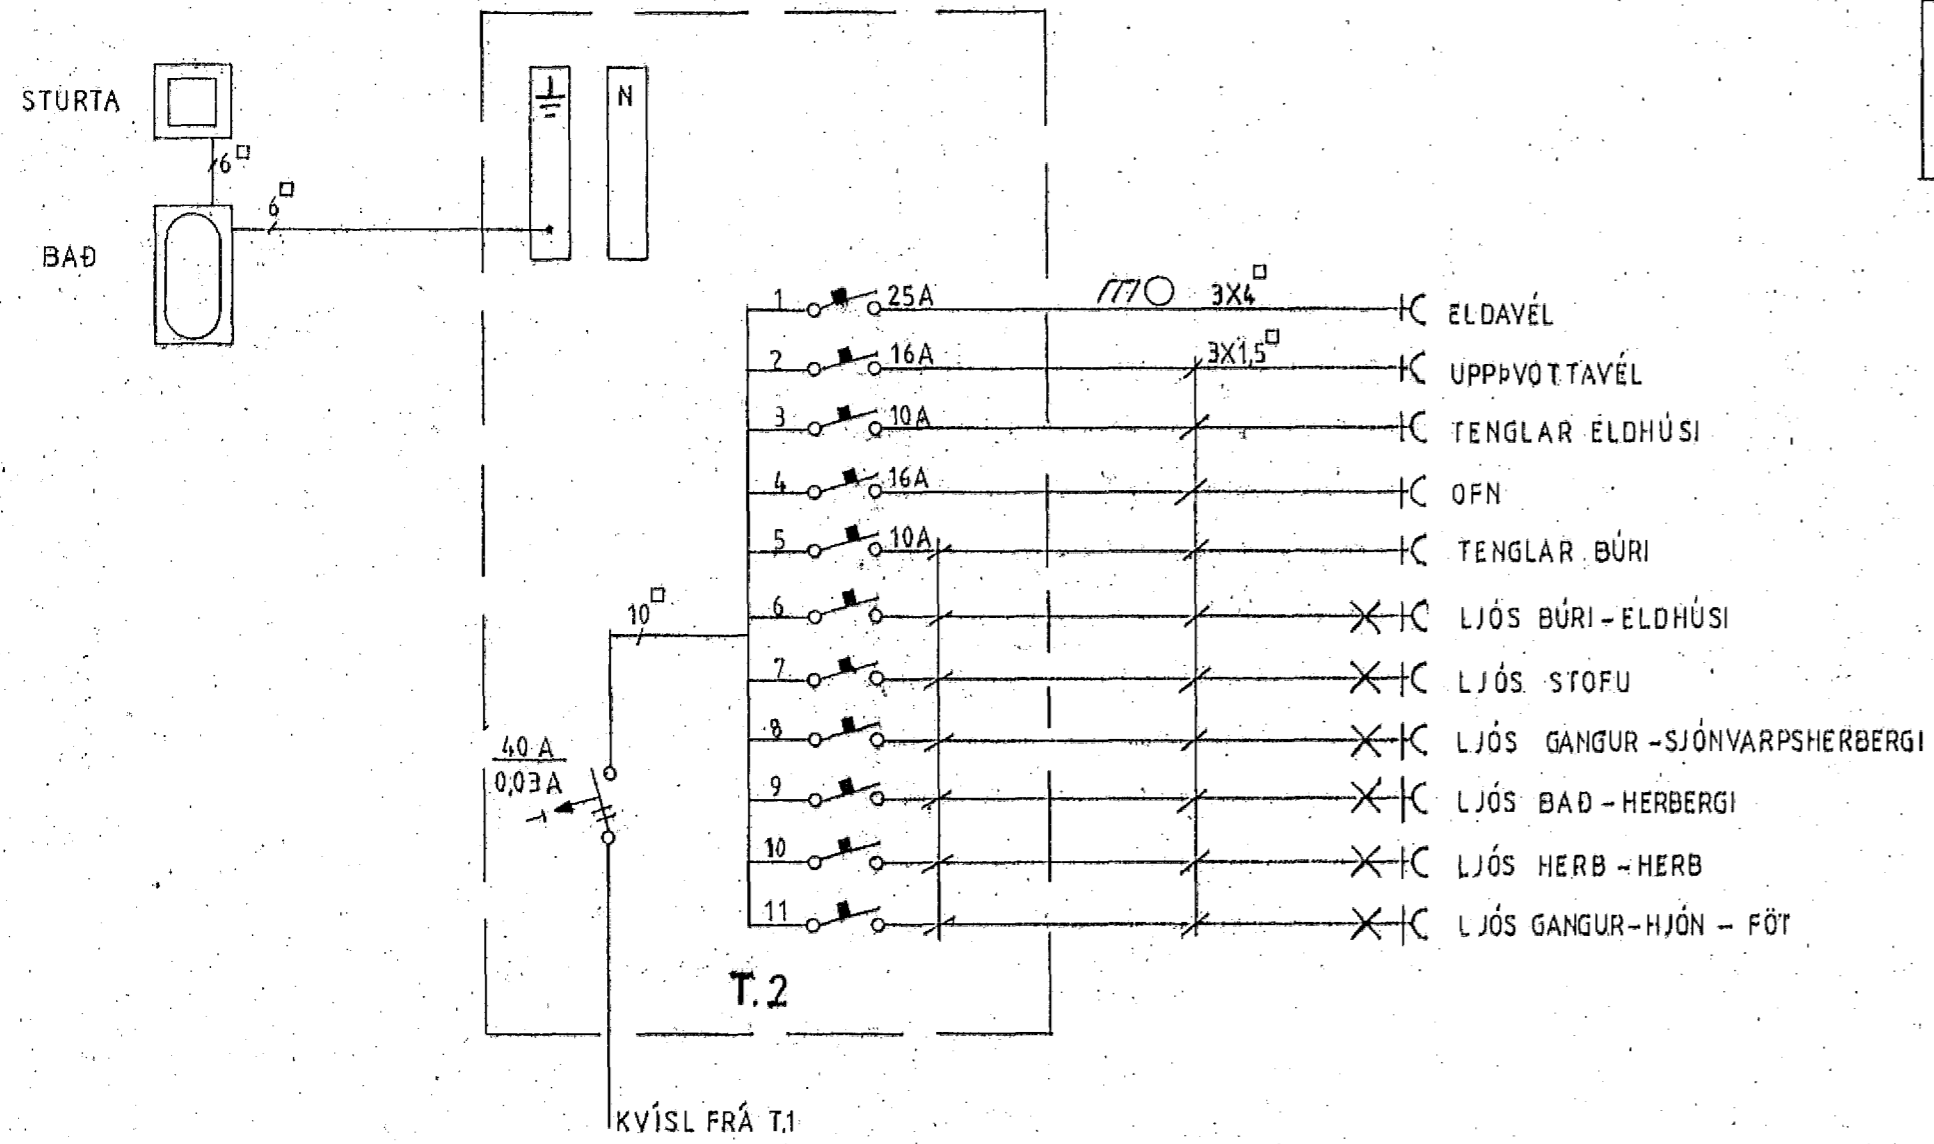 STURTA
N
6□
6□
BAÐ
1 25A 3X4□ ELDAVÉL
2 16A 3X1,5□ UPPÞVOTTAVÉL
3 10A TENGLAR ELDHÚSI
4 16A OFN
5 10A TENGLAR BÚRI
6 LJÓS BÚRI-ELDHÚSI
10□
7 LJÓS STOFU
8 LJÓS GANGUR-SJÓNVARPSHERBERGI
40 A
0,03A
9 LJÓS BAÐ-HERBERGI
10 LJÓS HERB-HERB
11 LJÓS GANGUR-HJÓN - FÖT
T.2
KVÍSL FRÁ T.1